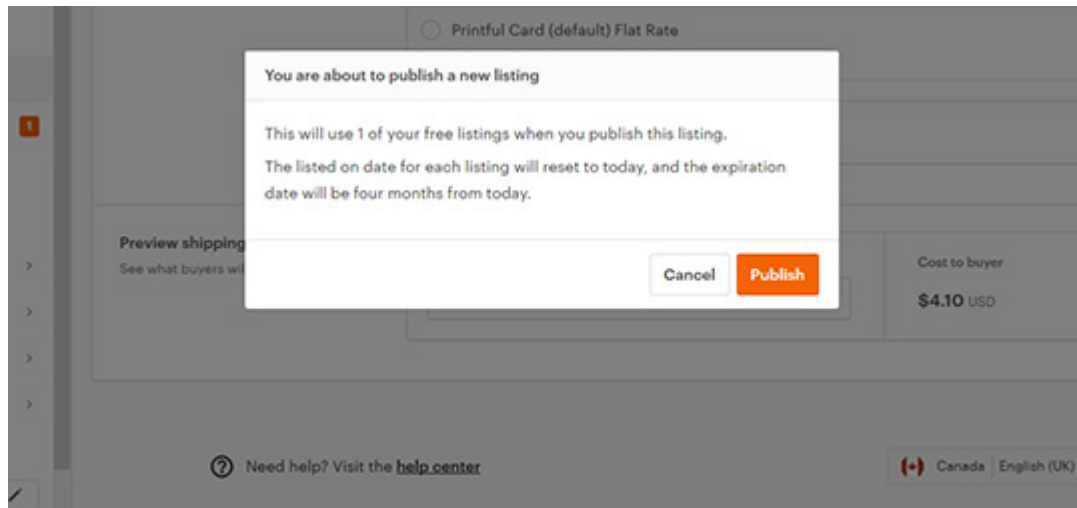 Printful Card (default) Flat Rate
You are about to publish a new listing
1
This will use 1 of your free listings when you publish this listing.
The listed on date for each listing will reset to today, and the expiration
date will be four months from today.
Preview shipping
See what buyers wil
Cancel
Publish
Cost to buyer
$4.10 USD
Need help? Visit the help center
Canada | English (UK)